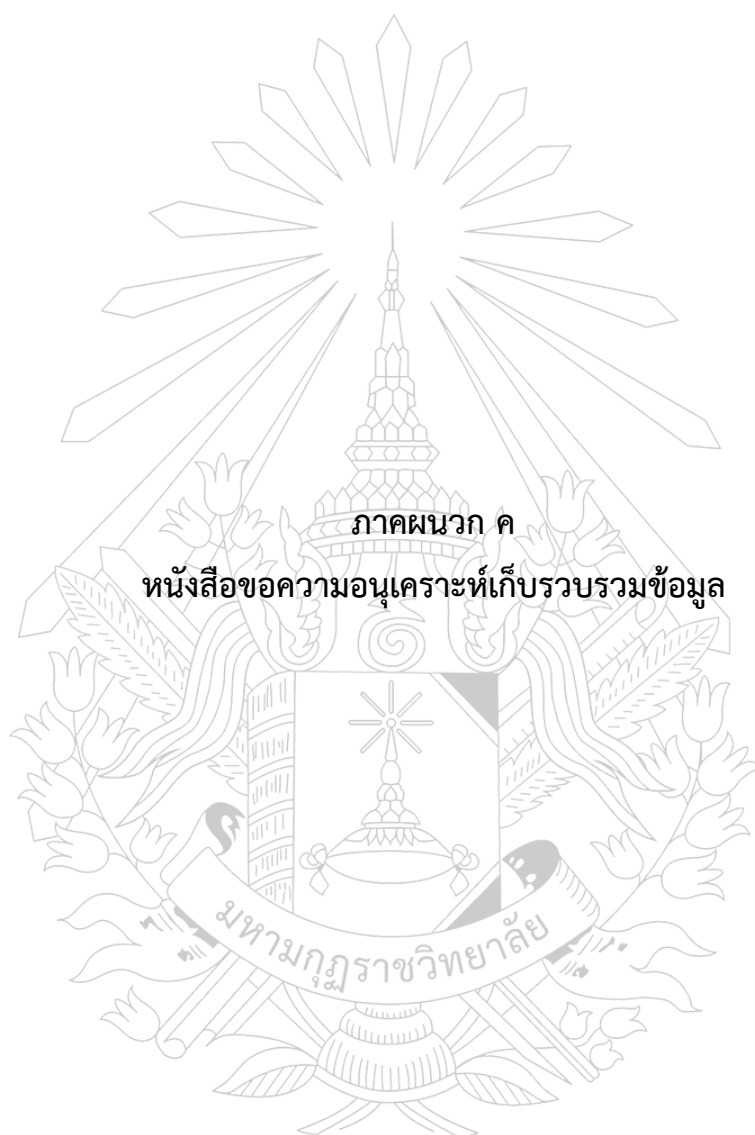 ภาคผนวก ค
หนังสือขอความอนุเคราะห์เก็บรวบรวมข้อมูล
มหามกุฏราชวิทยาลัย